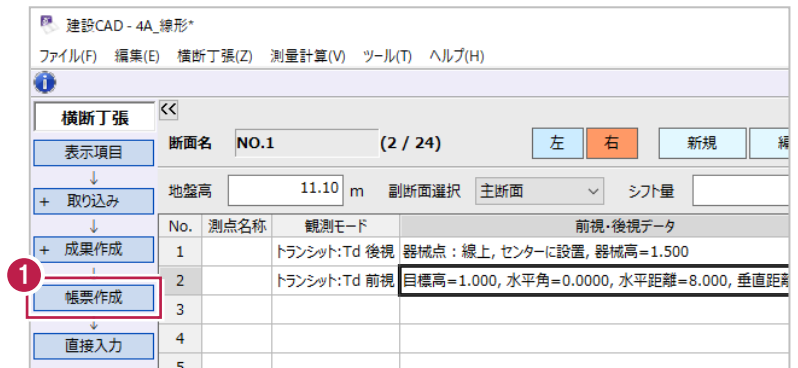 建設CAD - 4A_線形*
ファイル(F) 編集(E) 横断丁張(Z) 測量計算(V) ツール(T) ヘルプ(H)
横断丁張 <<
表示項目
↓
+ 取り込み
↓
+ 成果作成
↓
1
帳票作成
↓
直接入力
断面名 NO.1 (2 / 24) 左 右 新規
地盤高 11.10 m 副断面選択 主断面 シフト量
No. 測点名称 観測モード 前視・後視データ
1 トランシット:Td 後視 器械点:線上, センターに設置, 器械高=1.500
2 トランシット:Td 前視 目標高=1.000, 水平角=0.0000, 水平距離=8.000, 垂直距離
3
4
5